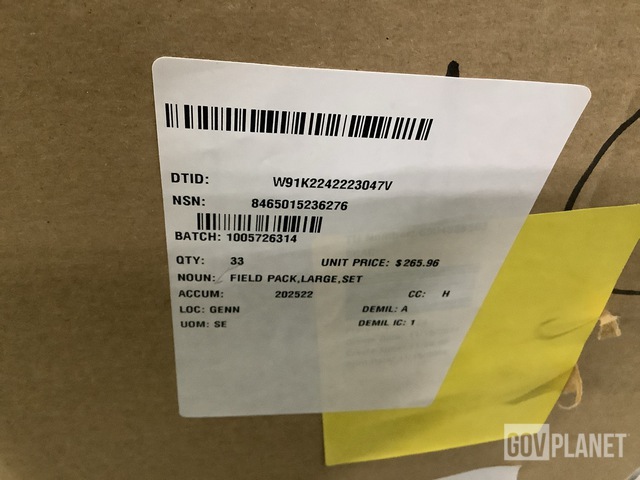 DTID: W91K2242223047V
NSN: 8465015236276
BATCH: 1005726314
QTY: 33 UNIT PRICE: $265.96
NOUN: FIELD PACK,LARGE,SET
ACCUM: 202522 CC: H
LOC: GENN DEMIL: A
UOM: SE DEMIL IC: 1
GOVPLANET